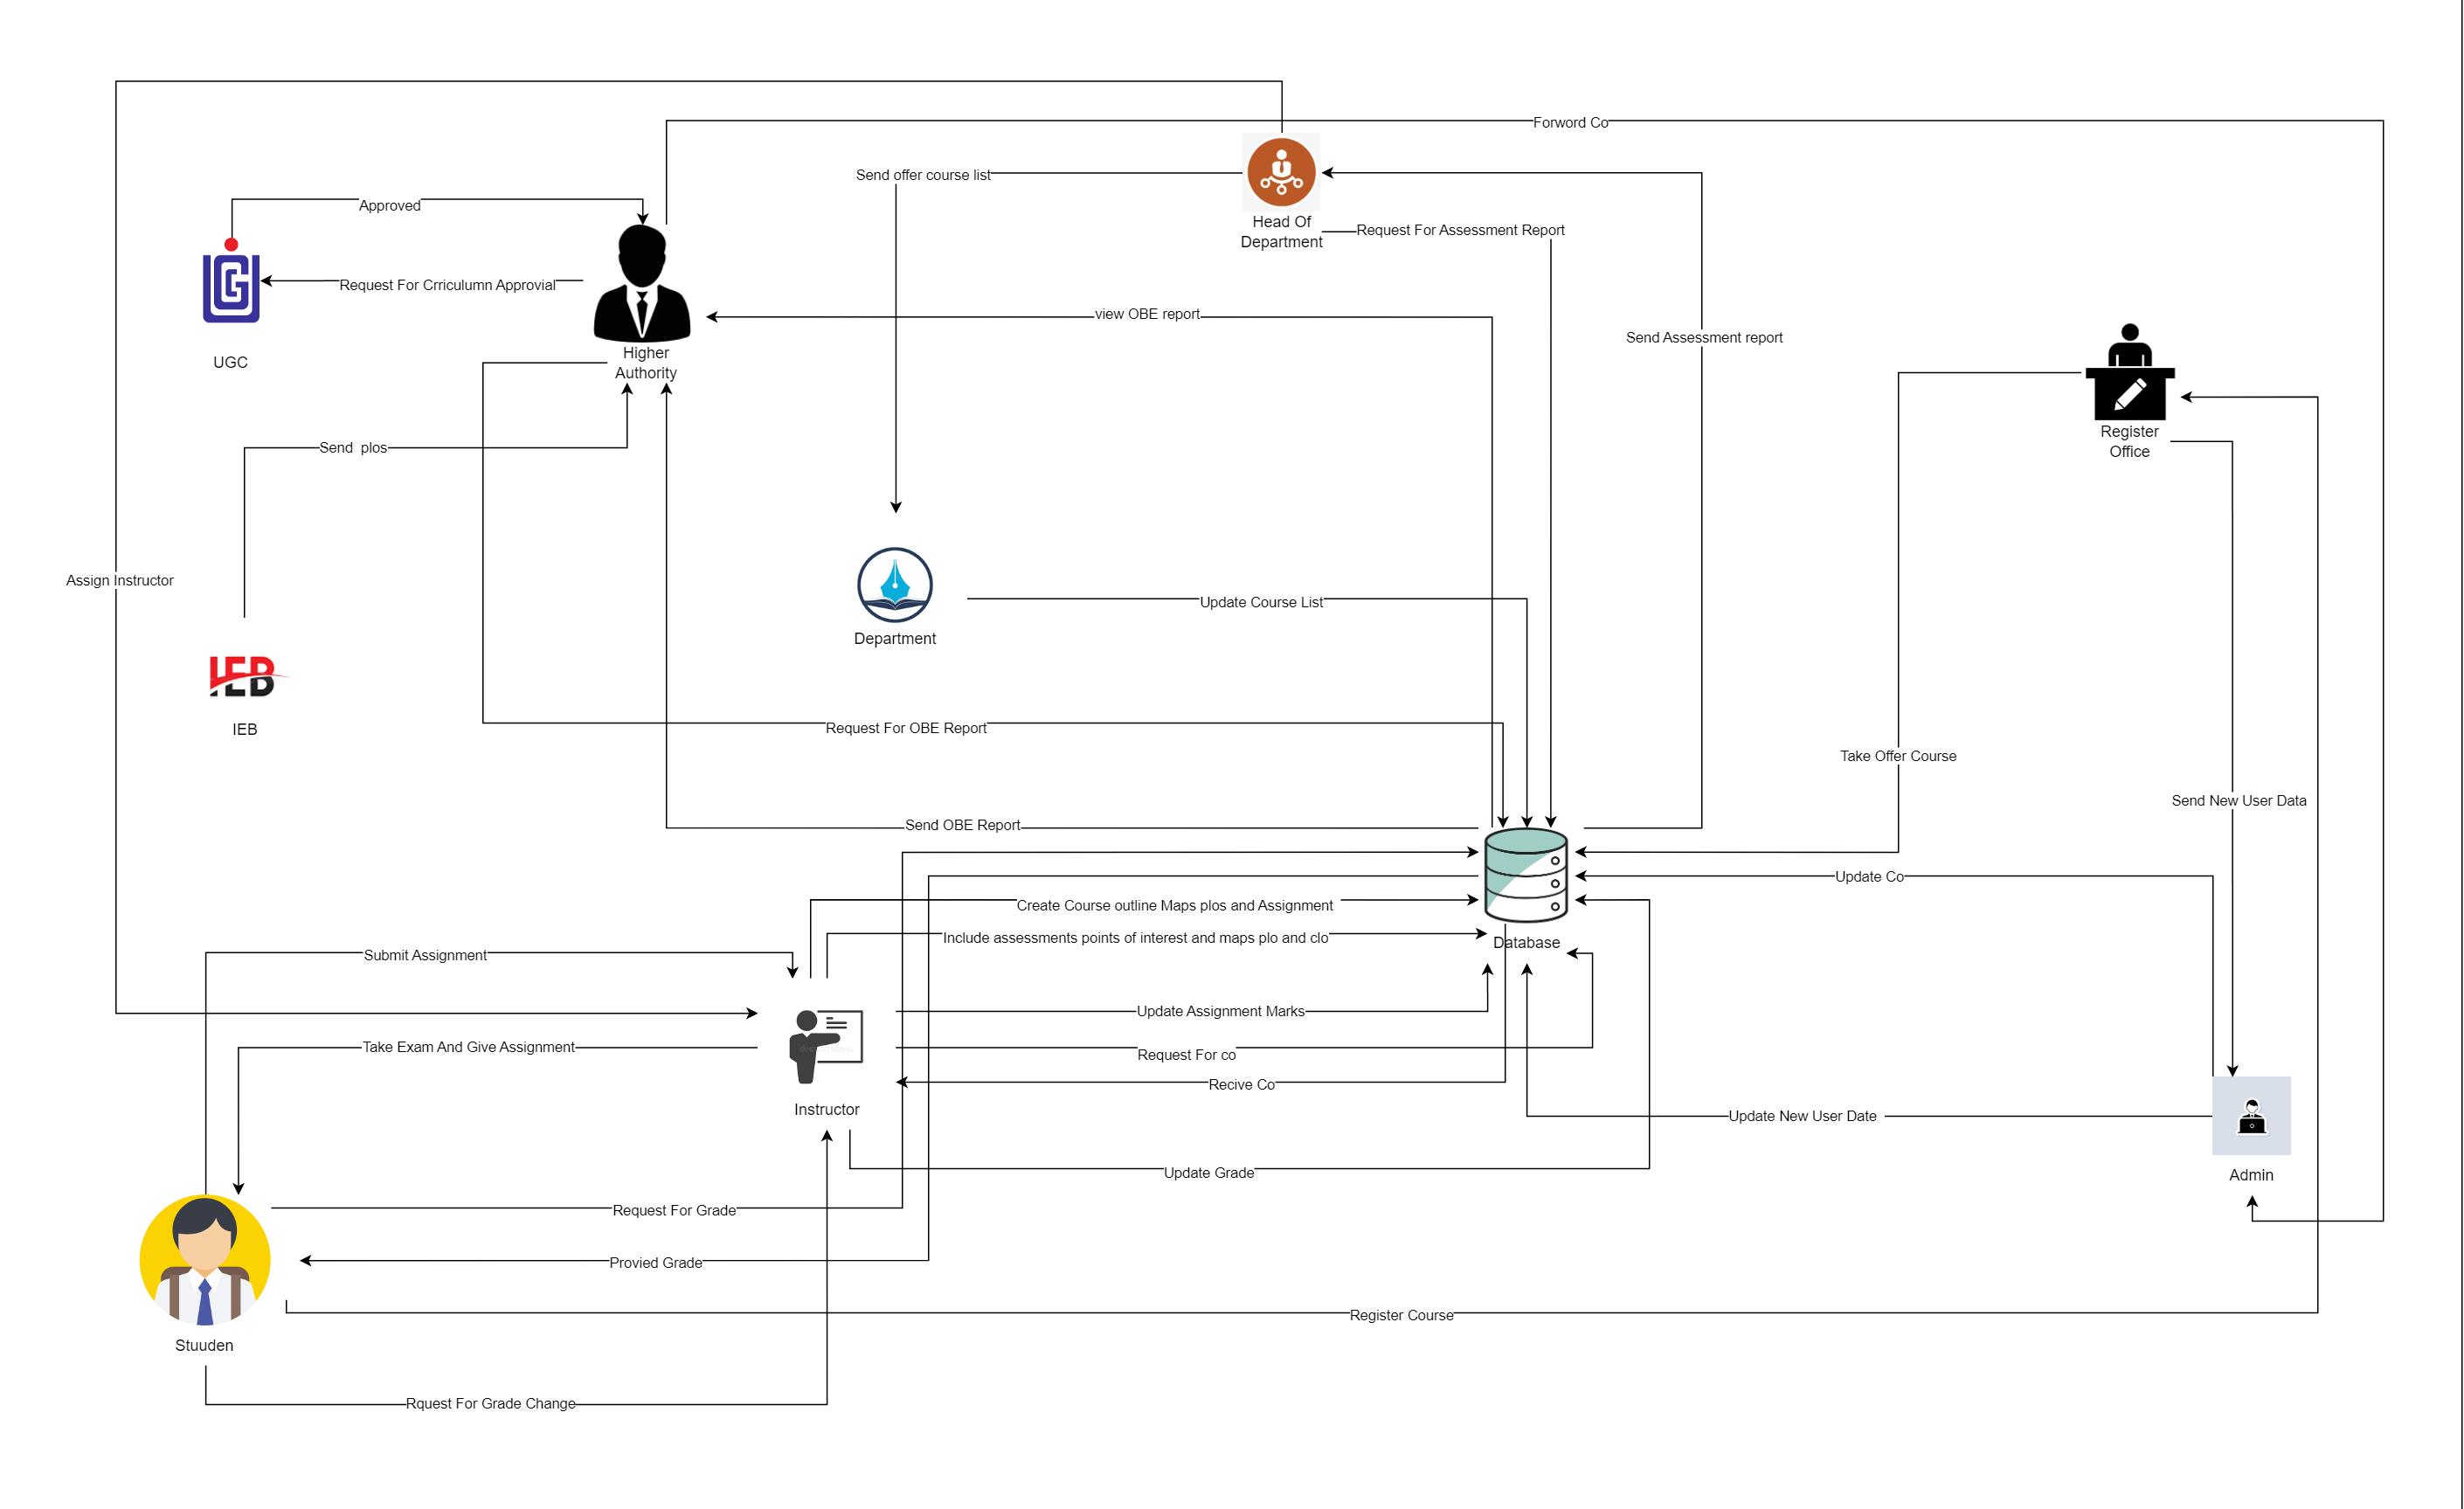 Forword Co
Send offer course list
Approved
Head Of
Department
Request For Assessment Report
Request For Crriculumn Approvial
view OBE report
Send Assessment report
UGC
Higher
Authority
Register
Office
Send  plos
Assign Instructor
Update Course List
Department
IEB
IEB
Request For OBE Report
Take Offer Course
Send New User Data
Send OBE Report
Update Co
Create Course outline Maps plos and Assignment
Include assessments points of interest and maps plo and clo
Database
Submit Assignment
Update Assignment Marks
Take Exam And Give Assignment
Request For co
Recive Co
Instructor
Update New User Date
Update Grade
Admin
Request For Grade
Provied Grade
Register Course
Stuuden
Rquest For Grade Change